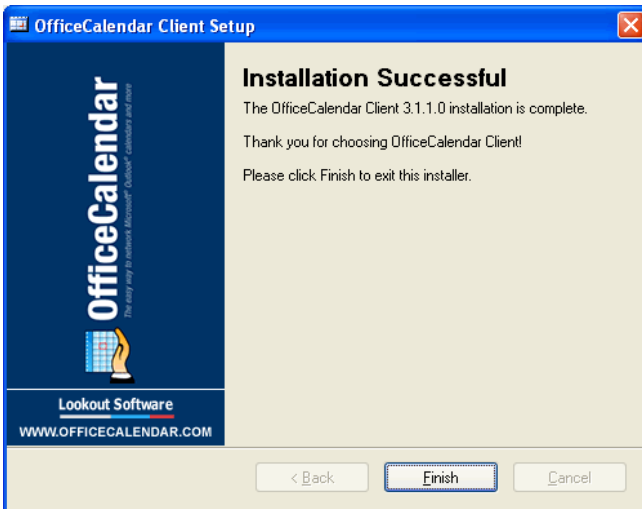 OfficeCalendar Client Setup
OfficeCalendar
The easy way to network Microsoft® Outlook® calendars and more
Lookout Software
WWW.OFFICECALENDAR.COM
Installation Successful
The OfficeCalendar Client 3.1.1.0 installation is complete.
Thank you for choosing OfficeCalendar Client!
Please click Finish to exit this installer.
< Back
Finish
Cancel